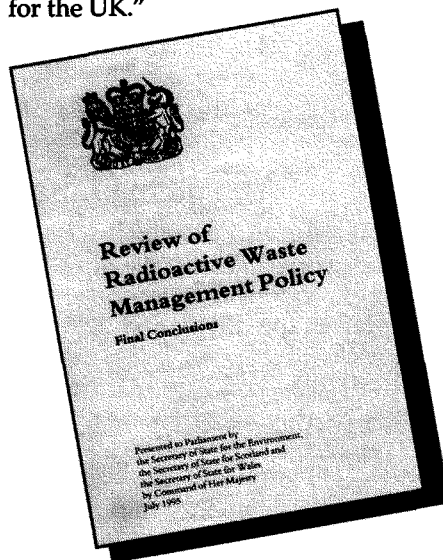 for the UK.”
Review of
Radioactive Waste
Management Policy
Final Conclusions
Presented to Parliament by
the Secretary of State for the Environment,
the Secretary of State for Scotland and
the Secretary of State for Wales
by Command of Her Majesty
July 1995